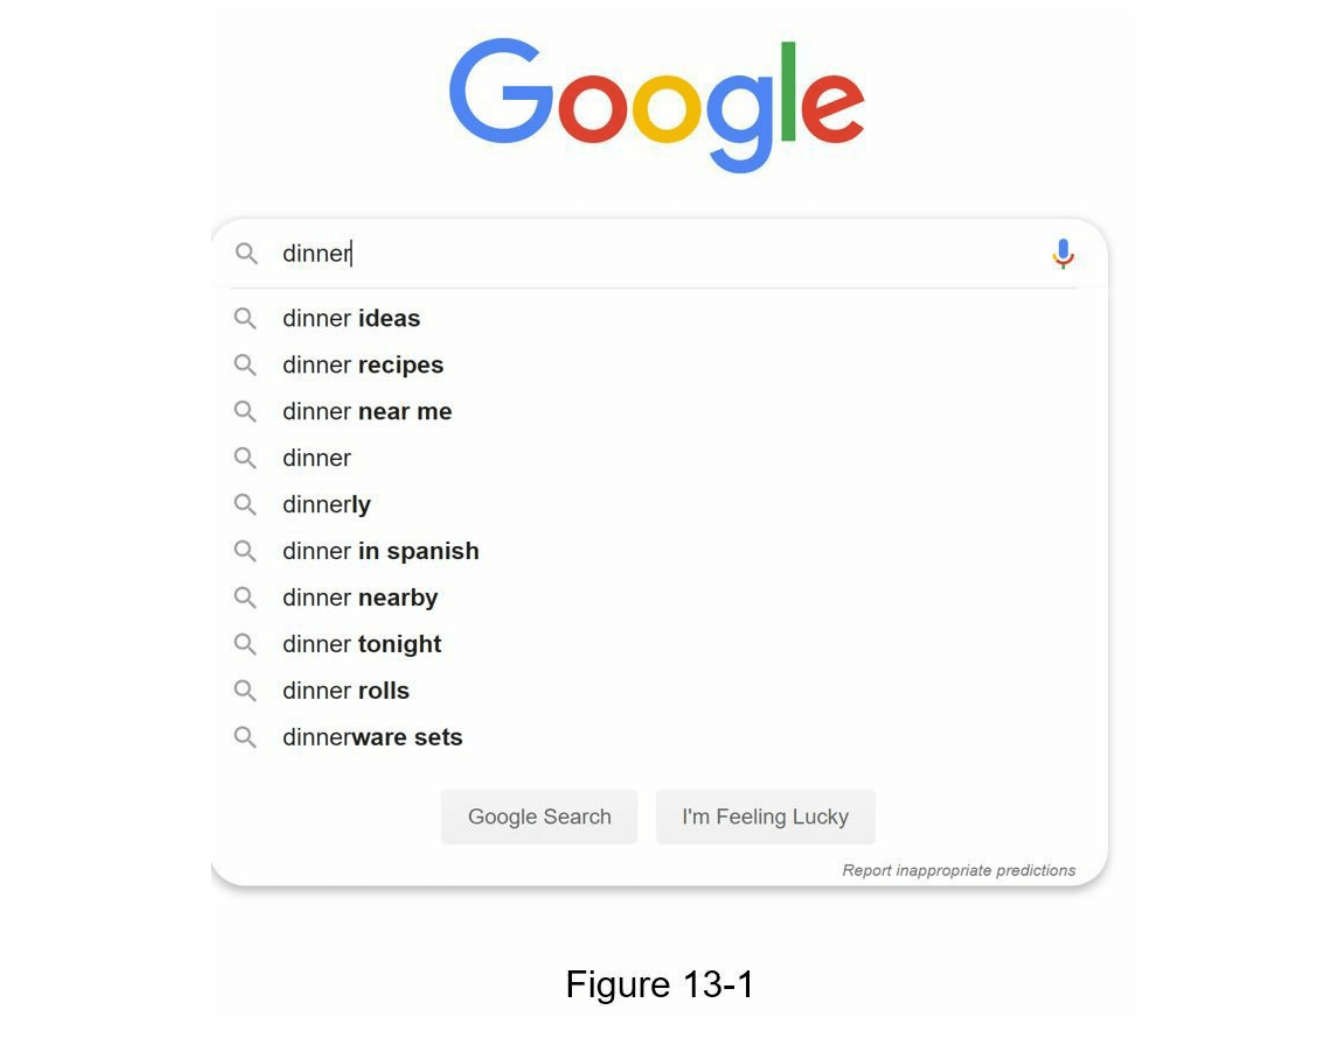 Google
dinner
dinner ideas
dinner recipes
dinner near me
dinner
dinnerly
dinner in spanish
dinner nearby
dinner tonight
dinner rolls
dinnerware sets
Google Search I'm Feeling Lucky
Report inappropriate predictions
Figure 13-1